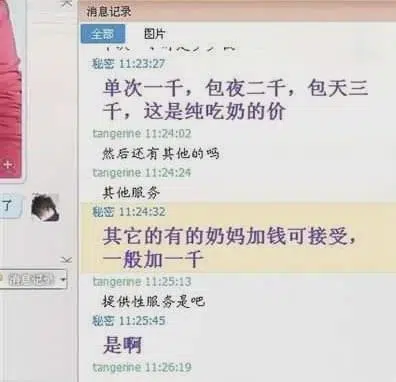 消息记录
全部
图片
秘密 11:23:27
单次一千，包夜二千，包天三
千，这是纯吃奶的价
tangerine 11:24:02
然后还有其他的吗
tangerine 11:24:24
其他服务
秘密 11:24:32
其它的有的奶妈加钱可接受，
一般加一千
tangerine 11:25:13
提供性服务是吧
秘密 11:25:45
是啊
tangerine 11:26:19
了
消息记录